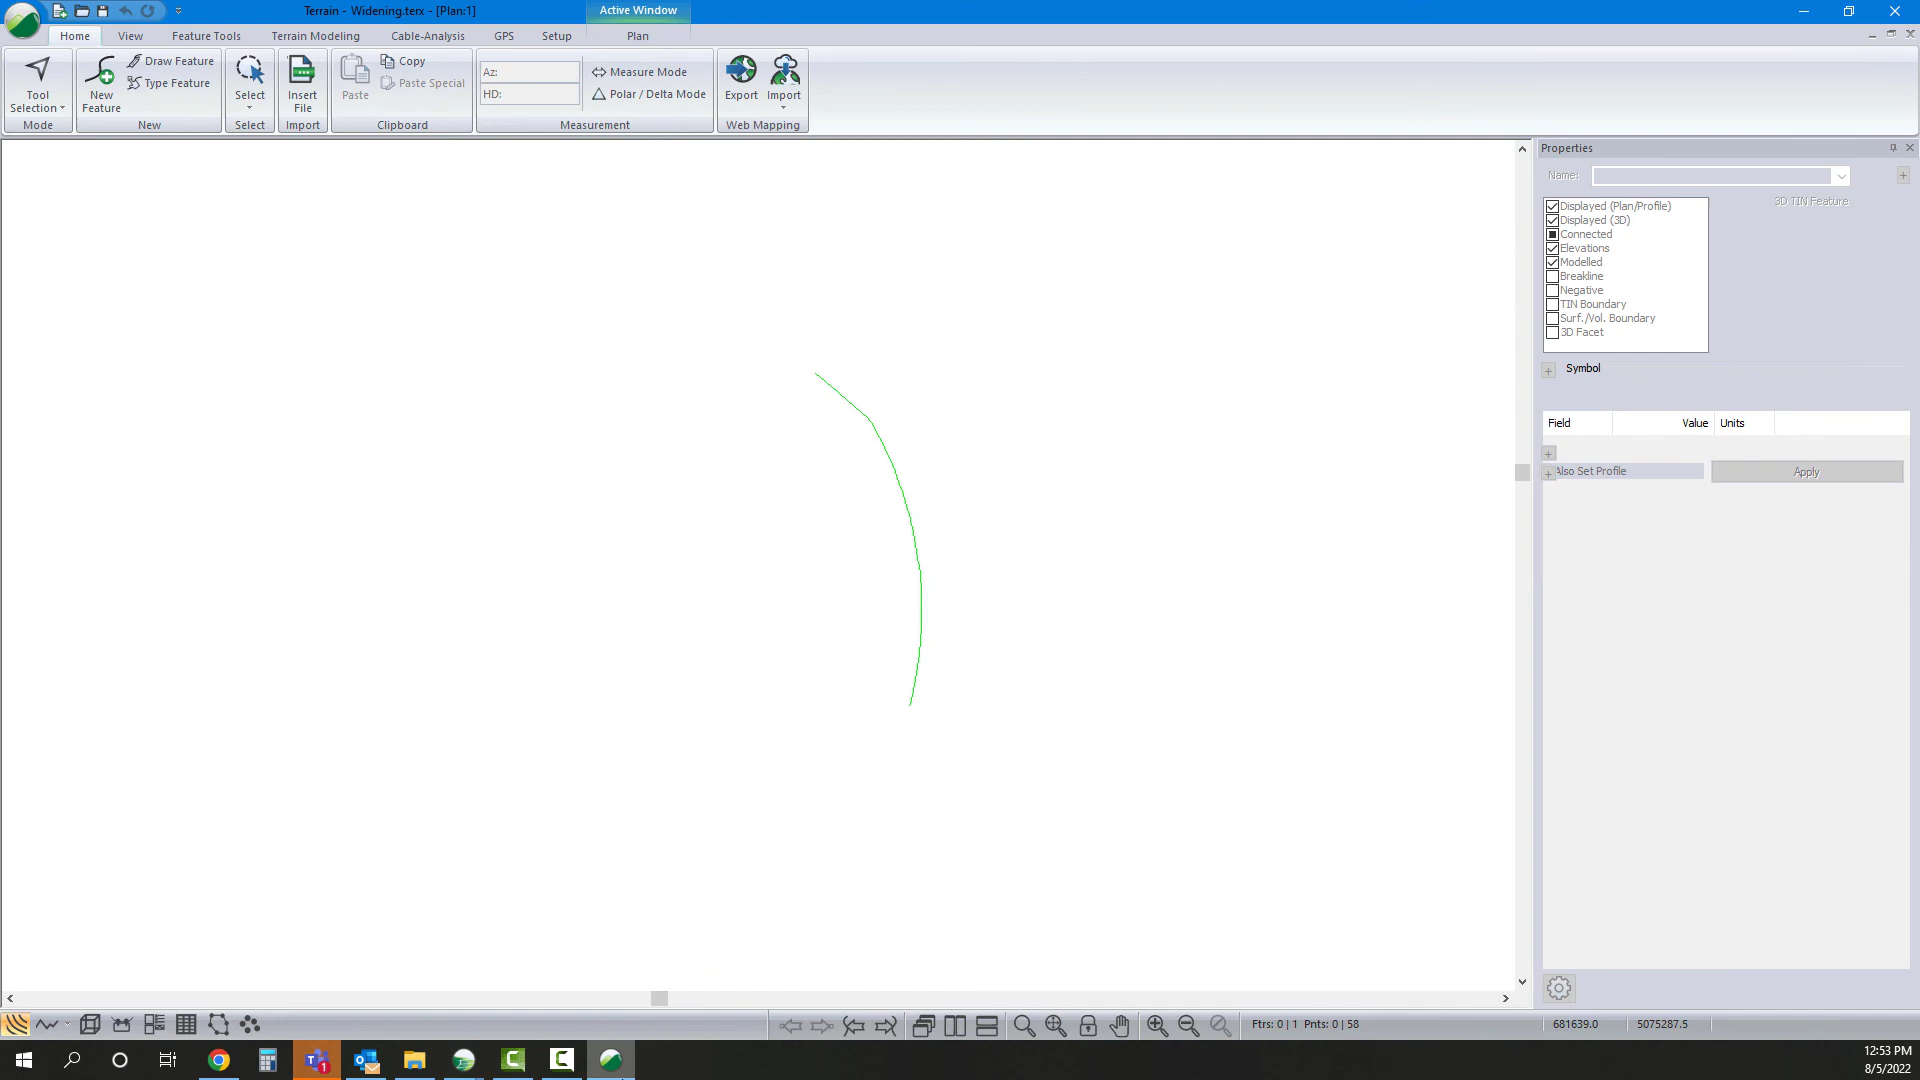 Terrain - Widening.terx - [Plan:1]
Active Window
Home View Feature Tools Terrain Modeling Cable-Analysis GPS Setup Plan
Tool
Selection
Mode
New
Feature
Draw Feature
Type Feature
New
Select
Select
Insert
File
Import
Paste
Copy
Paste Special
Clipboard
Az:
HD:
Measure Mode
Polar / Delta Mode
Measurement
Export
Import
Web Mapping
Properties
Name:
3D TIN Feature
Displayed (Plan/Profile)
Displayed (3D)
Connected
Elevations
Modelled
Breakline
Negative
TIN Boundary
Surf./Vol. Boundary
3D Facet
Symbol
Field Value Units
Also Set Profile Apply
Ftrs: 0 | 1 Pnts: 0 | 58 681639.0 5075287.5
1
12:53 PM
8/5/2022